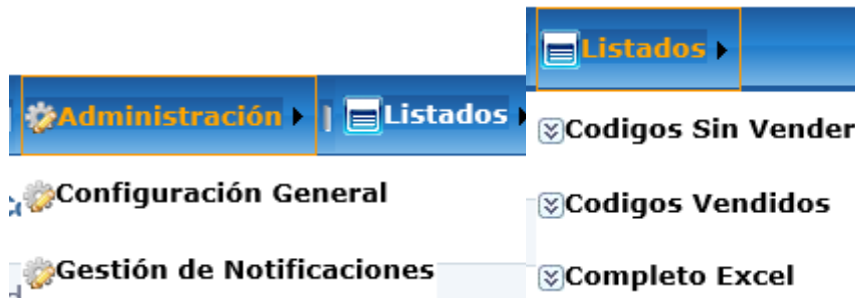 Administración
Listados
Configuración General
Gestión de Notificaciones
Listados
Codigos Sin Vender
Codigos Vendidos
Completo Excel